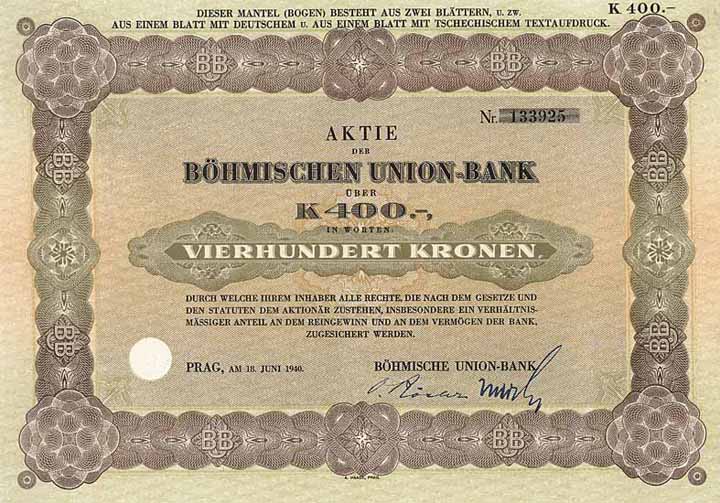 DIESER MANTEL (BOGEN) BESTEHT AUS ZWEI BLÄTTERN, U. ZW.
AUS EINEM BLATT MIT DEUTSCHEM U. AUS EINEM BLATT MIT TSCHECHISCHEM TEXTAUFDRUCK.
K 400.–
BB BB
Nr. 133925
AKTIE
DER
BÖHMISCHEN UNION-BANK
ÜBER
K 400.–,
IN WORTEN:
VIERHUNDERT KRONEN,
DURCH WELCHE IHREM INHABER ALLE RECHTE, DIE NACH DEM GESETZE UND
DEN STATUTEN DEM AKTIONÄR ZUSTEHEN, INSBESONDERE EIN VERHÄLTNIS-
MÄSSIGER ANTEIL AN DEM REINGEWINN UND AN DEM VERMÖGEN DER BANK,
ZUGESICHERT WERDEN.
PRAG, AM 18. JUNI 1940.
BÖHMISCHE UNION-BANK
BB BB
BB BB
BB BB
A. HAASE, PRAG.